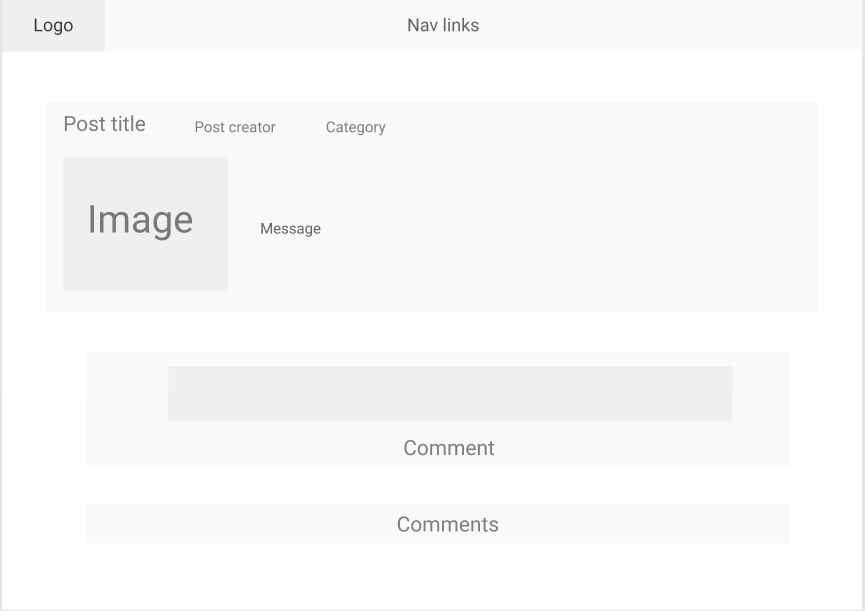 Logo
Nav links
Post title Post creator Category
Image
Message
Comment
Comments